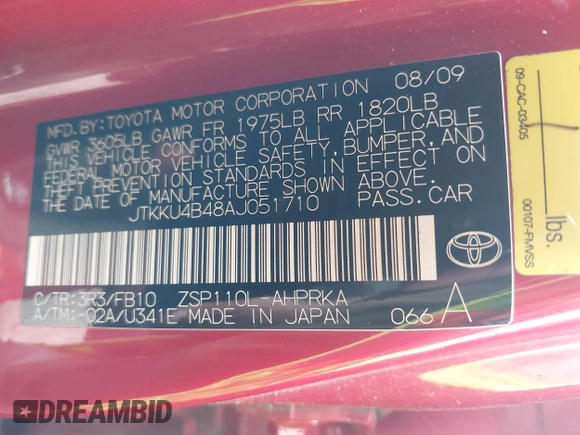 MFD.BY:TOYOTA MOTOR CORPORATION 08/09
GVWR 3605LB GAWR FR 1975LB RR 1820LB
THIS VEHICLE CONFORMS TO ALL APPLICABLE
FEDERAL MOTOR VEHICLE SAFETY, BUMPER, AND
THEFT PREVENTION STANDARDS IN EFFECT ON
THE DATE OF MANUFACTURE SHOWN ABOVE.
JTKKU4B48AJ051710 PASS.CAR
TOYOTA
C/TR:3R3/FB10 ZSP110L-AHPRKA
A/TM:-02A/U341E MADE IN JAPAN 066 A
09-CAC-03405
lbs.
00107-FMVSS
DREAMBID